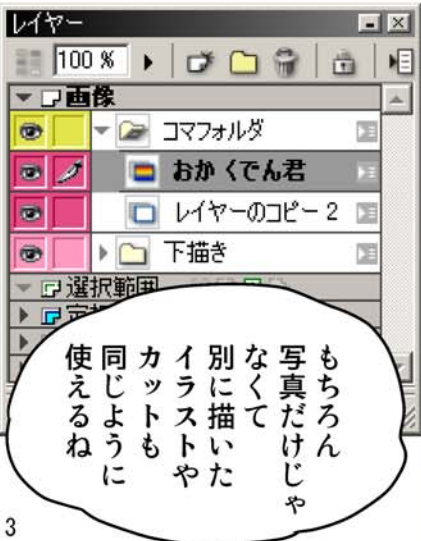 レイヤー
100 %
画像
コマフォルダ
おかくでん君
レイヤーのコピー 2
下描き
選択範囲
もちろん
写真だけじゃ
なくて
別に描いた
イラストや
カットも
同じように
使えるね
3